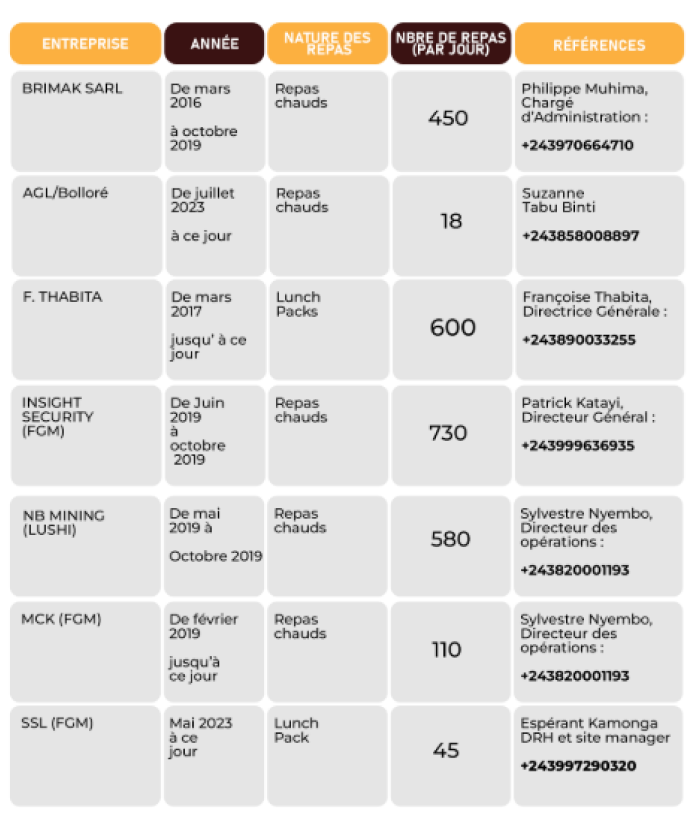 ENTREPRISE
ANNÉE
NATURE DES
REPAS
NBRE DE REPAS
(PAR JOUR)
RÉFÉRENCES
BRIMAK SARL
De mars
2016
à octobre
2019
Repas
chauds
450
Philippe Muhima,
Chargé
d'Administration :
+243970664710
AGL/Bolloré
De juillet
2023
à ce jour
Repas
chauds
18
Suzanne
Tabu Binti
+243858008897
F. THABITA
De mars
2017
jusqu' à ce
jour
Lunch
Packs
600
Françoise Thabita,
Directrice Générale :
+243890033255
INSIGHT
SECURITY
(FGM)
De Juin
2019
à
octobre
2019
Repas
chauds
730
Patrick Katayi,
Directeur Général :
+243999636935
NB MINING
(LUSHI)
De mai
2019 à
Octobre 2019
Repas
chauds
580
Sylvestre Nyembo,
Directeur des
opérations :
+243820001193
MCK (FGM)
De février
2019
jusqu'à
ce jour
Repas
chauds
110
Sylvestre Nyembo,
Directeur des
opérations :
+243820001193
SSL (FGM)
Mai 2023
à ce
jour
Lunch
Pack
45
Espérant Kamonga
DRH et site manager
+243997290320